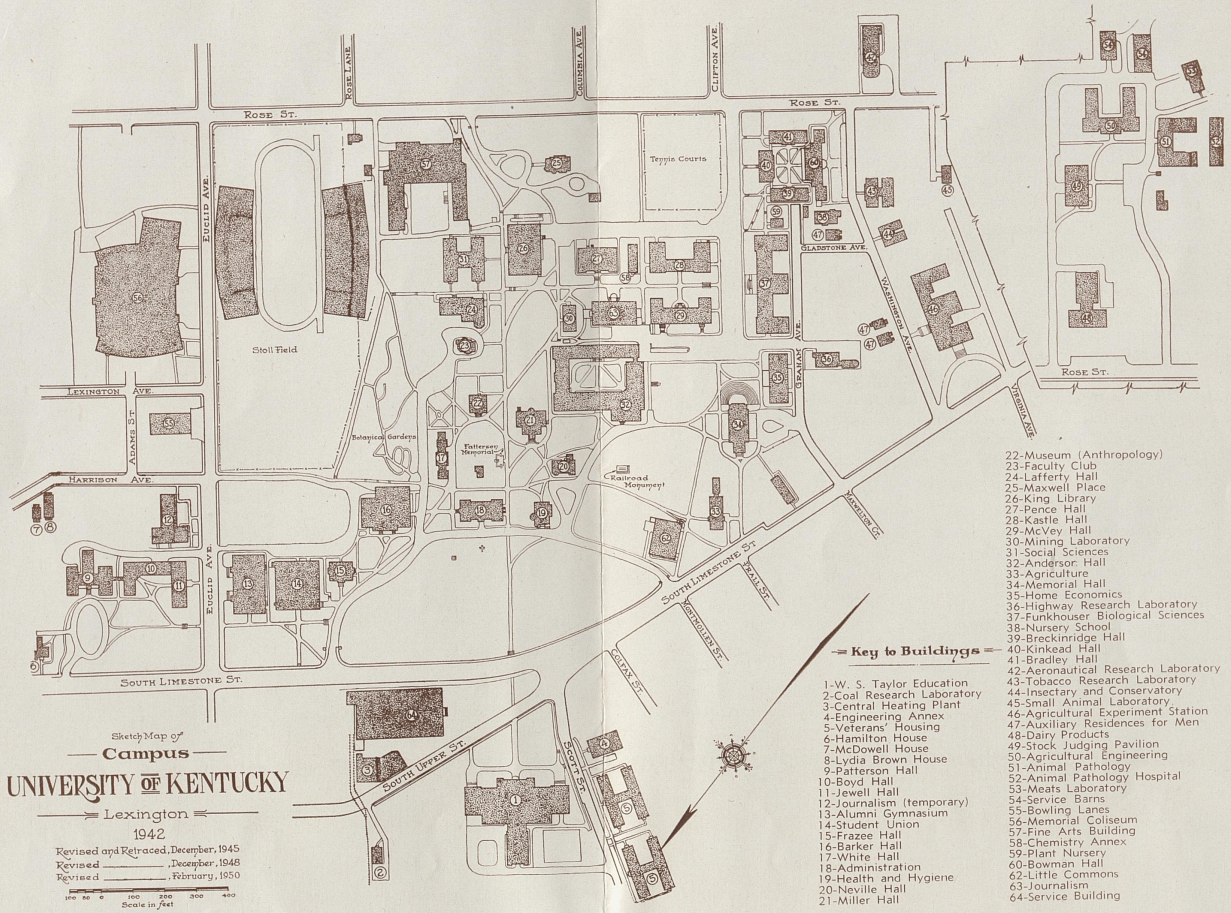 ROSE LANE
COLUMBIA AVE.
CLIFTON AVE.
ROSE ST.
ROSE ST.
EUCLID AVE.
Tennis Courts
GLADSTONE AVE.
WASHINGTON AVE.
GRAHAM AVE.
Stoll Field
LEXINGTON AVE.
ADAMS ST.
HARRISON AVE.
Botanical Gardens
Patterson
Memorial
Railroad
Monument
ROSE ST.
VIRGINIA AVE.
MAXWELTON CT.
EUCLID AVE.
SOUTH LIMESTONE ST
TRALL ST.
MONTMOLLEN ST.
COLFAX ST.
SOUTH LIMESTONE ST.
SOUTH UPPER ST.
SCOTT ST.
Sketch Map of
Campus
UNIVERSITY OF KENTUCKY
Lexington
1942
Revised and Retraced, December, 1945
Revised ________, December, 1948
Revised ________, February, 1950
100 50 0 100 200 300 400
Scale in feet
Key to Buildings
1-W. S. Taylor Education
2-Coal Research Laboratory
3-Central Heating Plant
4-Engineering Annex
5-Veterans' Housing
6-Hamilton House
7-McDowell House
8-Lydia Brown House
9-Patterson Hall
10-Boyd Hall
11-Jewell Hall
12-Journalism (temporary)
13-Alumni Gymnasium
14-Student Union
15-Frazee Hall
16-Barker Hall
17-White Hall
18-Administration
19-Health and Hygiene
20-Neville Hall
21-Miller Hall
22-Museum (Anthropology)
23-Faculty Club
24-Lafferty Hall
25-Maxwell Place
26-King Library
27-Pence Hall
28-Kastle Hall
29-McVey Hall
30-Mining Laboratory
31-Social Sciences
32-Anderson Hall
33-Agriculture
34-Memorial Hall
35-Home Economics
36-Highway Research Laboratory
37-Funkhouser Biological Sciences
38-Nursery School
39-Breckinridge Hall
40-Kinkead Hall
41-Bradley Hall
42-Aeronautical Research Laboratory
43-Tobacco Research Laboratory
44-Insectary and Conservatory
45-Small Animal Laboratory
46-Agricultural Experiment Station
47-Auxiliary Residences for Men
48-Dairy Products
49-Stock Judging Pavilion
50-Agricultural Engineering
51-Animal Pathology
52-Animal Pathology Hospital
53-Meats Laboratory
54-Service Barns
55-Bowling Lanes
56-Memorial Coliseum
57-Fine Arts Building
58-Chemistry Annex
59-Plant Nursery
60-Bowman Hall
62-Little Commons
63-Journalism
64-Service Building